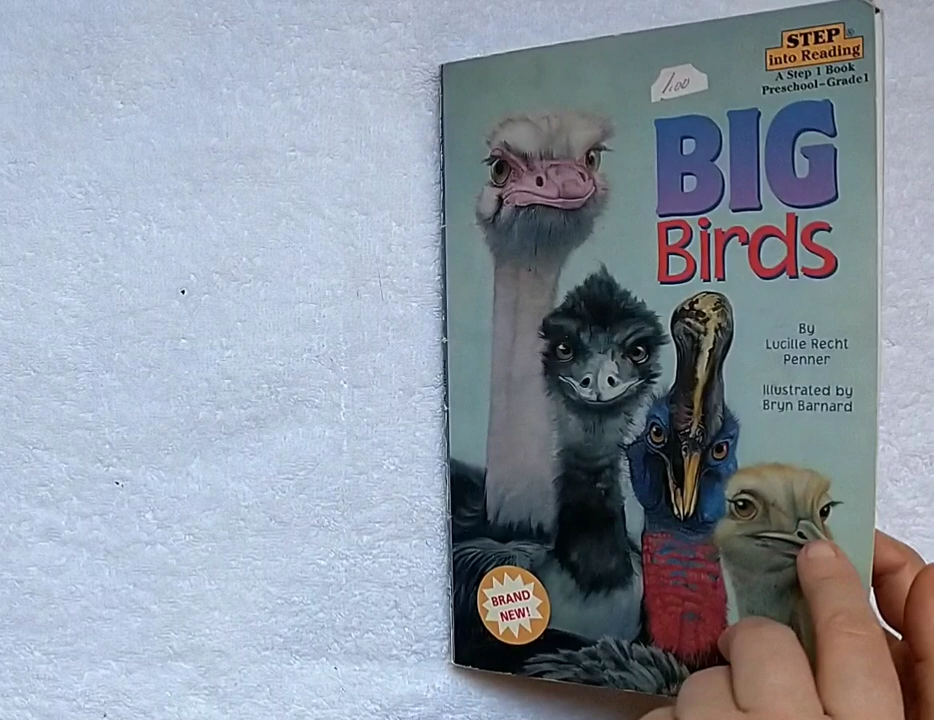 STEP®
into Reading
A Step 1 Book
Preschool–Grade 1
1.00
BIG
Birds
By
Lucille Recht
Penner
Illustrated by
Bryn Barnard
BRAND
NEW!